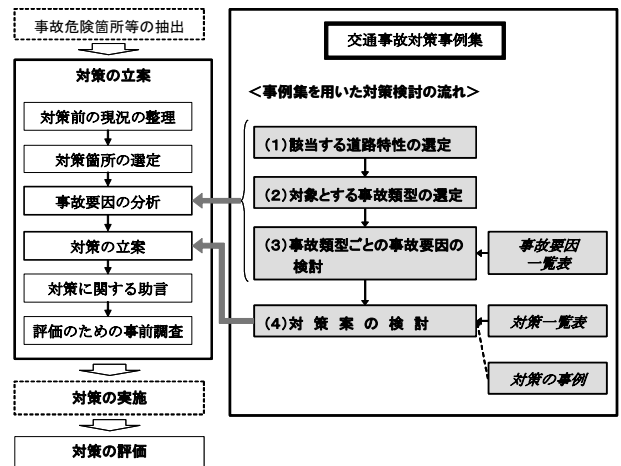 事故危険箇所等の抽出
対策の立案
対策前の現況の整理
対策箇所の選定
事故要因の分析
対策の立案
対策に関する助言
評価のための事前調査
対策の実施
対策の評価
交通事故対策事例集
＜事例集を用いた対策検討の流れ＞
(1)該当する道路特性の選定
(2)対象とする事故類型の選定
(3)事故類型ごとの事故要因の
検討
事故要因
一覧表
(4)対 策 案 の 検 討
対策一覧表
対策の事例